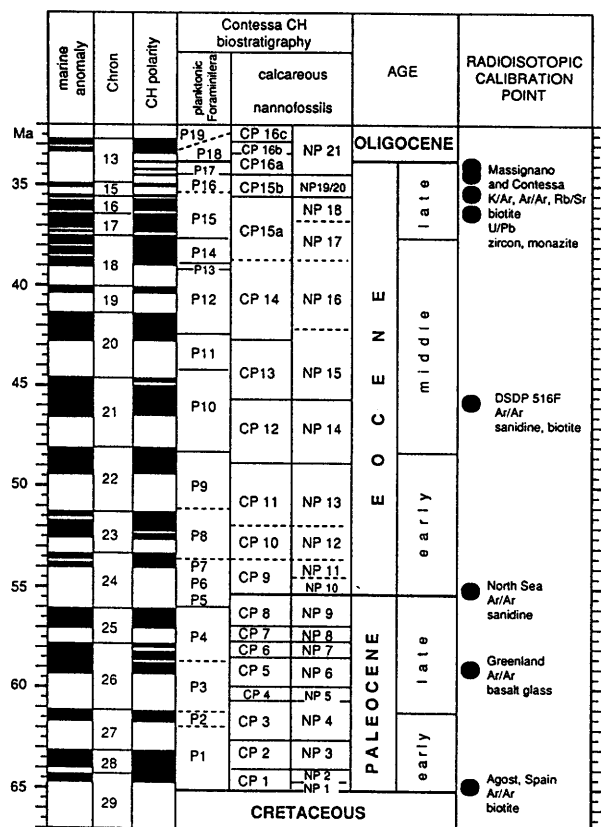 marine anomaly
Chron
CH polarity
Contessa CH
biostratigraphy
planktonic
Foraminifera
calcareous
nannofossils
AGE
RADIOISOTOPIC
CALIBRATION
POINT
Ma
35
40
45
50
55
60
65
13
15
16
17
18
19
20
21
22
23
24
25
26
27
28
29
P19
P18
P17
P16
P15
P14
P13
P12
P11
P10
P9
P8
P7
P6
P5
P4
P3
P2
P1
CP 16c
CP 16b
CP16a
CP15b
CP15a
CP 14
CP13
CP 12
CP 11
CP 10
CP 9
CP 8
CP 7
CP 6
CP 5
CP 4
CP 3
CP 2
CP 1
NP 21
NP19/20
NP 18
NP 17
NP 16
NP 15
NP 14
NP 13
NP 12
NP 11
NP 10
NP 9
NP 8
NP 7
NP 6
NP 5
NP 4
NP 3
NP 2
NP 1
OLIGOCENE
EOCENE
PALEOCENE
CRETACEOUS
late
middle
early
late
early
Massignano
and Contessa
K/Ar, Ar/Ar, Rb/Sr
biotite
U/Pb
zircon, monazite
DSDP 516F
Ar/Ar
sanidine, biotite
North Sea
Ar/Ar
sanidine
Greenland
Ar/Ar
basalt glass
Agost, Spain
Ar/Ar
biotite